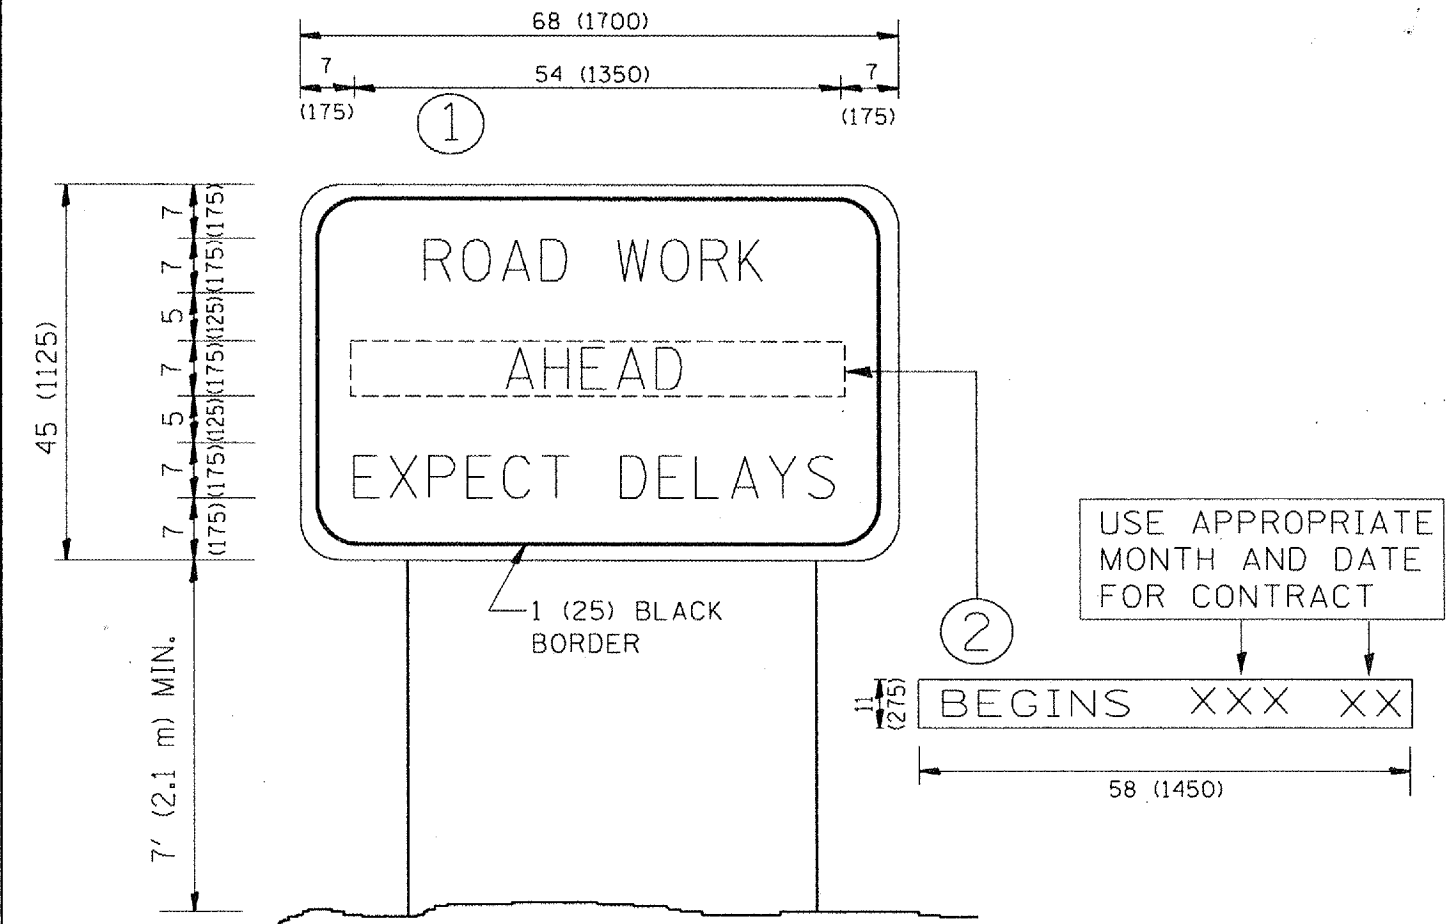 68 (1700)
7 54 (1350) 7
(175) (175)
1
45 (1125)
7 (175)
7 (175)
5 (125)
7 (175)
5 (125)
7 (175)
7 (175)
7' (2.1 m) MIN.
ROAD WORK
AHEAD
EXPECT DELAYS
1 (25) BLACK
BORDER
2
USE APPROPRIATE
MONTH AND DATE
FOR CONTRACT
11
(275)
BEGINS XXX XX
58 (1450)